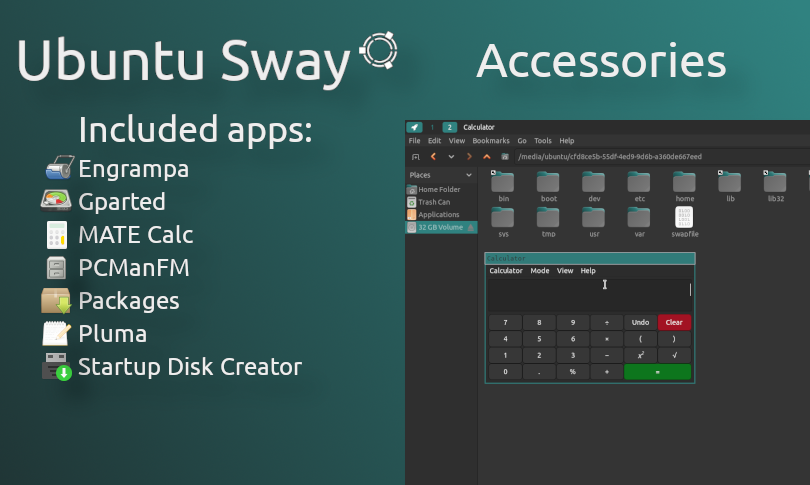 Ubuntu Sway
Included apps:
Engrampa
Gparted
MATE Calc
PCManFM
Packages
Pluma
Startup Disk Creator
Accessories
1 2 Calculator
File Edit View Bookmarks Go Tools Help
/media/ubuntu/cfd8ce5b-55df-4ed9-9d6b-a360de667eed
Places
Home Folder
Trash Can
Applications
32 GB Volume
bin boot dev etc home lib lib32
sys tmp usr var swapfile
Calculator
Calculator Mode View Help
7 8 9 ÷ Undo Clear
4 5 6 × ( )
1 2 3 − x² √
0 . % + =